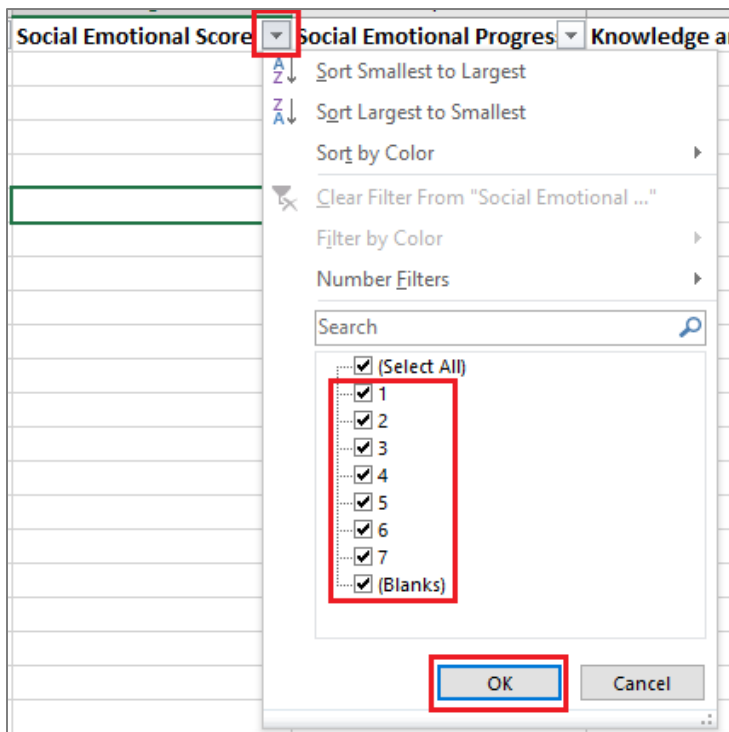 Social Emotional Score Social Emotional Progres Knowledge a
Sort Smallest to Largest
Sort Largest to Smallest
Sort by Color
Clear Filter From "Social Emotional ..."
Filter by Color
Number Filters
Search
(Select All)
1
2
3
4
5
6
7
(Blanks)
OK Cancel